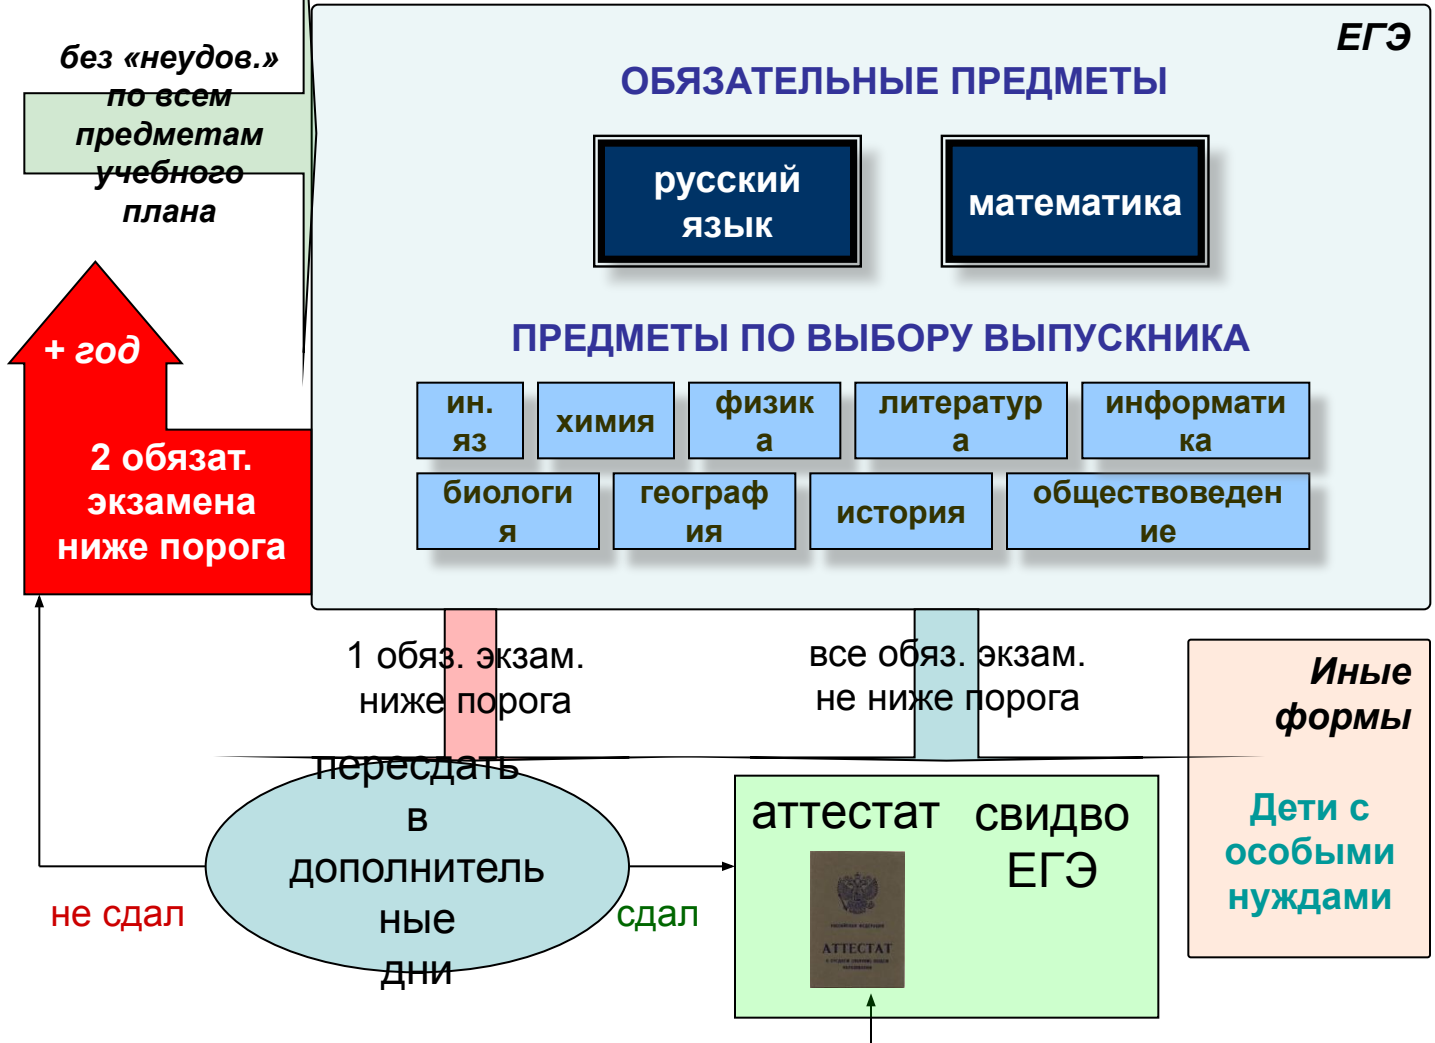 без «неудов.»
по всем
предметам
учебного
плана
ЕГЭ
ОБЯЗАТЕЛЬНЫЕ ПРЕДМЕТЫ
русский
язык
математика
ПРЕДМЕТЫ ПО ВЫБОРУ ВЫПУСКНИКА
ин.
яз
химия
физик
а
литератур
а
информати
ка
биологи
я
географ
ия
история
обществоведен
ие
+ год
2 обязат.
экзамена
ниже порога
1 обяз. экзам.
ниже порога
все обяз. экзам.
не ниже порога
Иные
формы
Дети с
особыми
нуждами
пересдать
в
дополнитель
ные
дни
не сдал
сдал
аттестат
свидво
ЕГЭ
АТТЕСТАТ